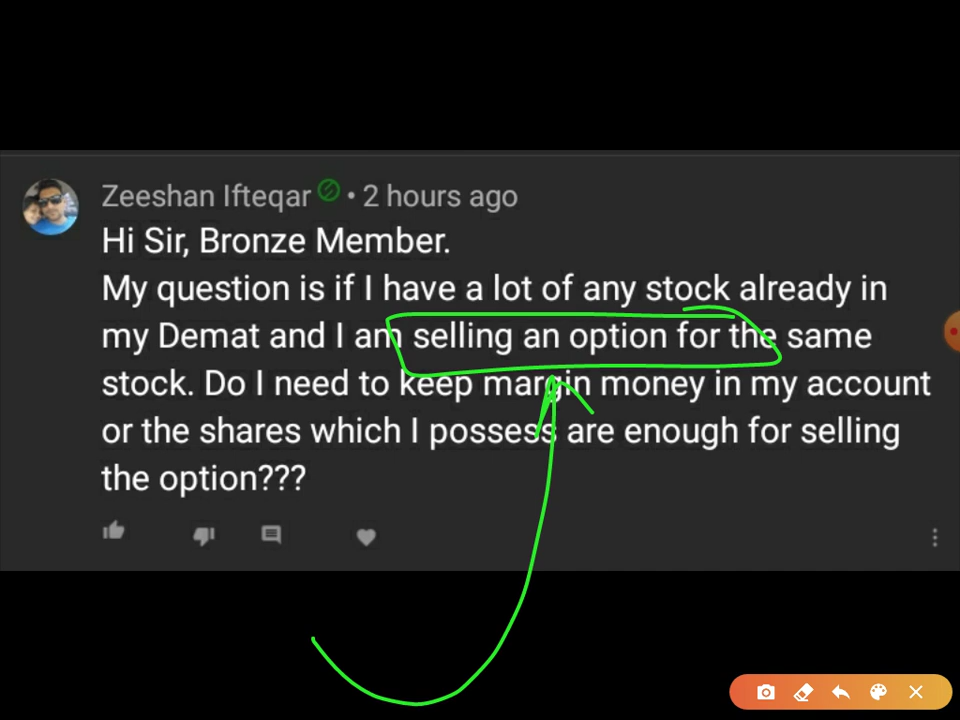 Zeeshan Ifteqar • 2 hours ago
Hi Sir, Bronze Member.
My question is if I have a lot of any stock already in
my Demat and I am selling an option for the same
stock. Do I need to keep margin money in my account
or the shares which I possess are enough for selling
the option???